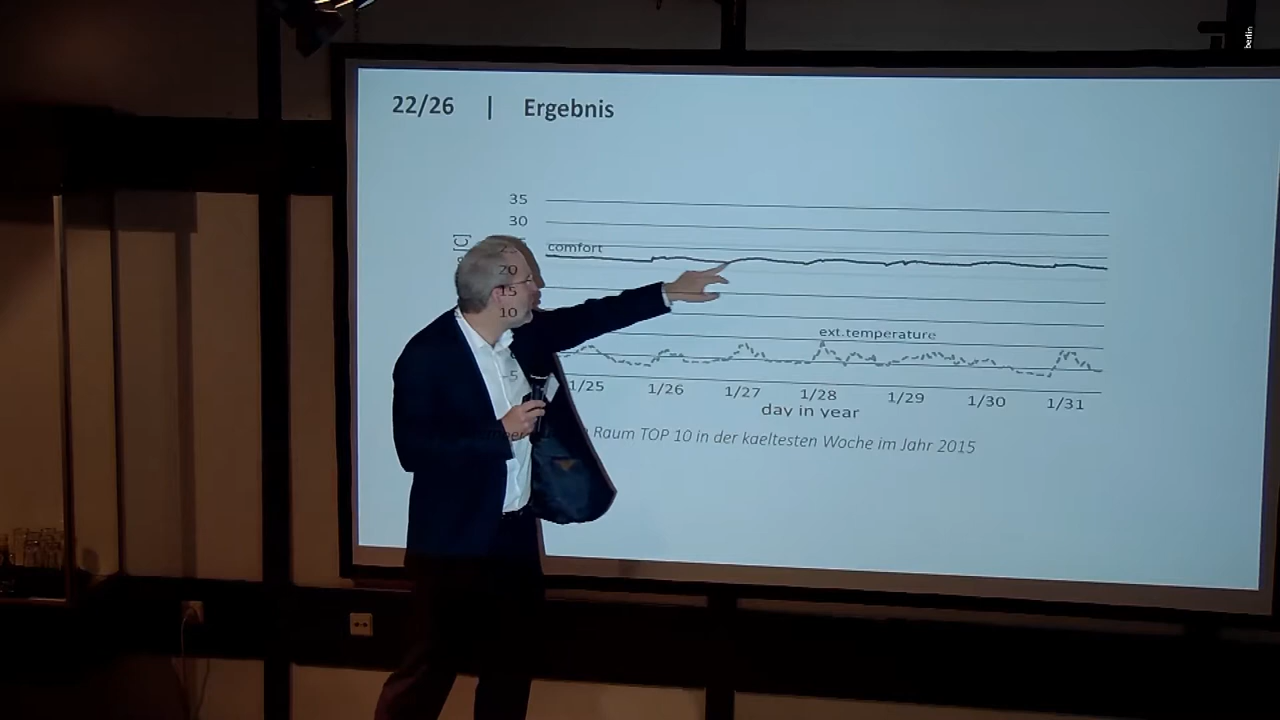 berlin
22/26 | Ergebnis
35
30
comfort
20
15
10
ext.temperature
-5
1/25 1/26 1/27 1/28 1/29 1/30 1/31
day in year
Raum TOP 10 in der kaeltesten Woche im Jahr 2015